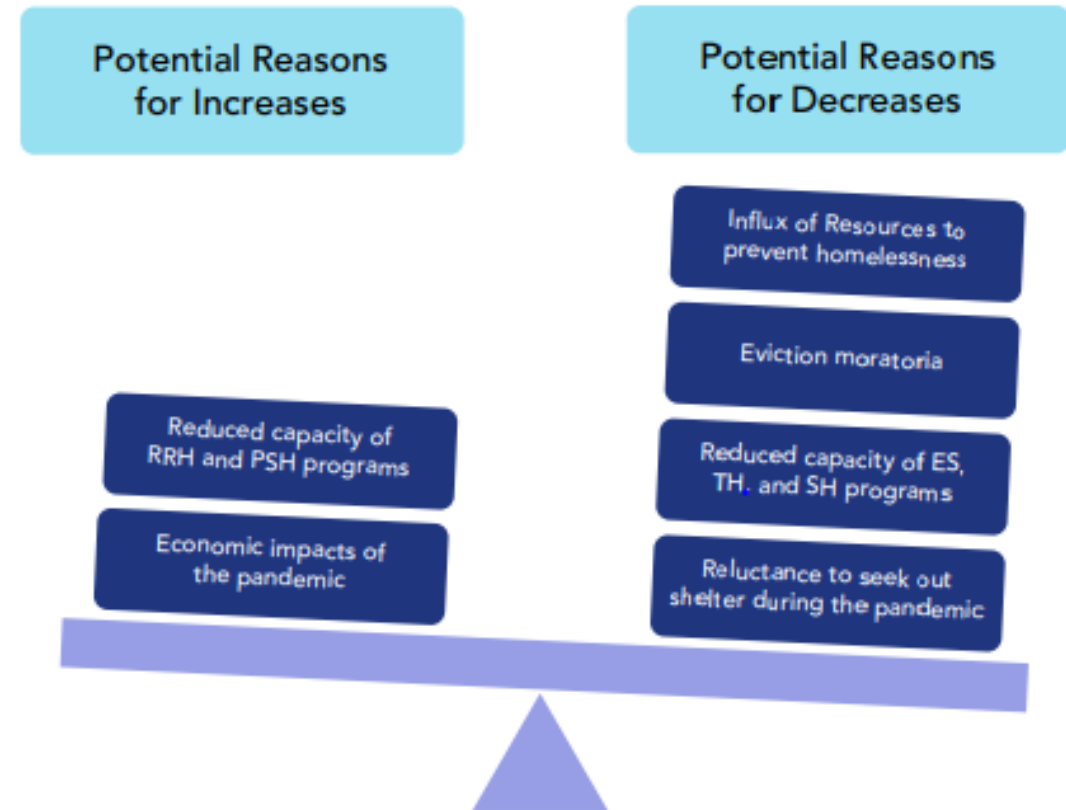 Potential Reasons
for Increases
Potential Reasons
for Decreases
Influx of Resources to
prevent homelessness
Eviction moratoria
Reduced capacity of ES,
TH. and SH programs
Reluctance to seek out
shelter during the pandemic
Reduced capacity of
RRH and PSH programs
Economic impacts of
the pandemic